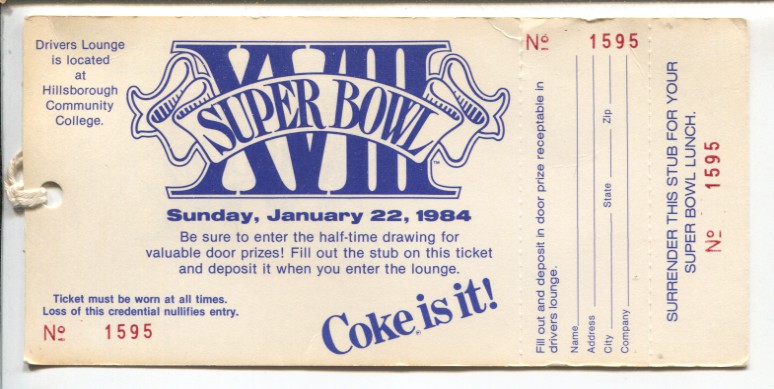 Drivers Lounge
is located
at
Hillsborough
Community
College.
XVIII
SUPER BOWL
TM
Sunday, January 22, 1984
Be sure to enter the half-time drawing for
valuable door prizes! Fill out the stub on this ticket
and deposit it when you enter the lounge.
Ticket must be worn at all times.
Loss of this credential nullifies entry.
Nº 1595
Coke® is it!
Nº 1595
Fill out and deposit in door prize receptable in
drivers lounge.
Name
Address
City State Zip
Company
SURRENDER THIS STUB FOR YOUR
SUPER BOWL LUNCH.
Nº 1595